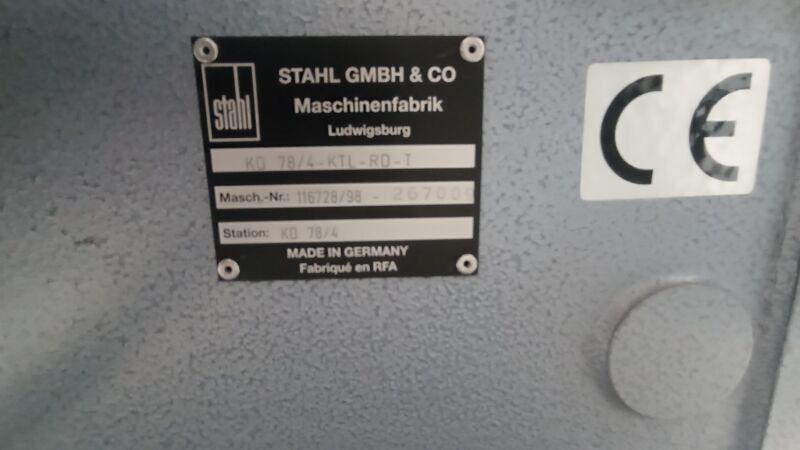 stahl
STAHL GMBH & CO
Maschinenfabrik
Ludwigsburg
KD 78/4-KTL-RD-T
Masch.-Nr.: 116728/98 - 267009
Station: KD 78/4
MADE IN GERMANY
Fabriqué en RFA
CE